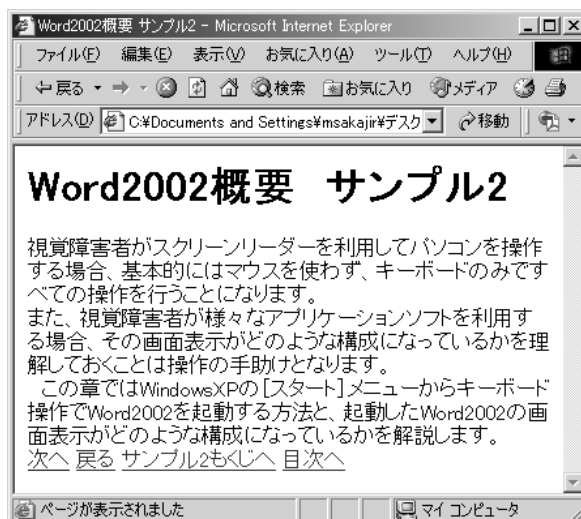 Word2002概要 サンプル2 - Microsoft Internet Explorer
ファイル(F) 編集(E) 表示(V) お気に入り(A) ツール(T) ヘルプ(H)
戻る 検索 お気に入り メディア
アドレス(D) C:¥Documents and Settings¥msakajir¥デスク 移動
Word2002概要 サンプル2
視覚障害者がスクリーンリーダーを利用してパソコンを操作
する場合、基本的にはマウスを使わず、キーボードのみです
べての操作を行うことになります。
また、視覚障害者が様々なアプリケーションソフトを利用す
る場合、その画面表示がどのような構成になっているかを理
解しておくことは操作の手助けとなります。
この章ではWindowsXPの[スタート]メニューからキーボード
操作でWord2002を起動する方法と、起動したWord2002の画
面表示がどのような構成になっているかを解説します。
次へ 戻る サンプル2もくじへ 目次へ
ページが表示されました マイ コンピュータ